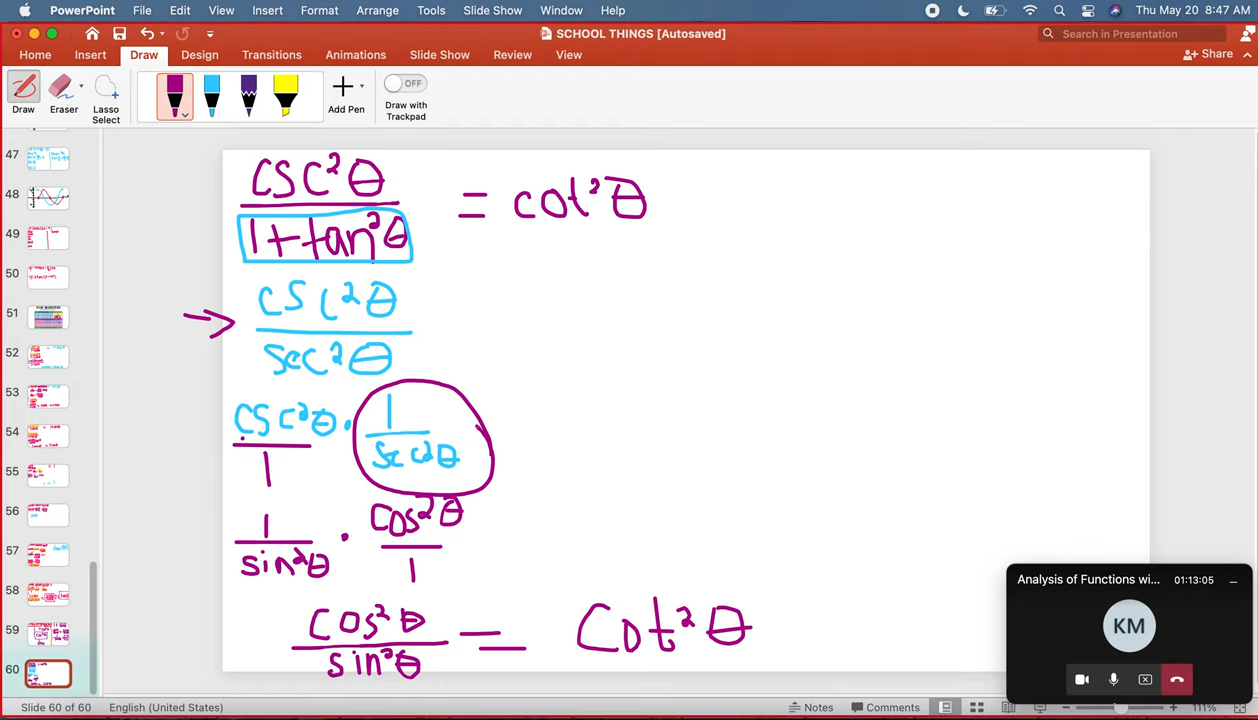 PowerPoint File Edit View Insert Format Arrange Tools Slide Show Window Help Thu May 20 8:47 AM
SCHOOL THINGS [Autosaved] Search in Presentation
Home Insert Draw Design Transitions Animations Slide Show Review View Share
OFF
Draw Eraser Lasso Select Add Pen Draw with Trackpad
47
48
49
50
51
52
53
54
55
56
57
58
59
60
csc²θ / 1+tan²θ = cot²θ
→ csc²θ / sec²θ
csc²θ / 1 · 1 / sec²θ
1 / sin²θ · cos²θ / 1
cos²θ / sin²θ = cot²θ
Analysis of Functions wi... 01:13:05
KM
Slide 60 of 60 English (United States) Notes Comments 111%